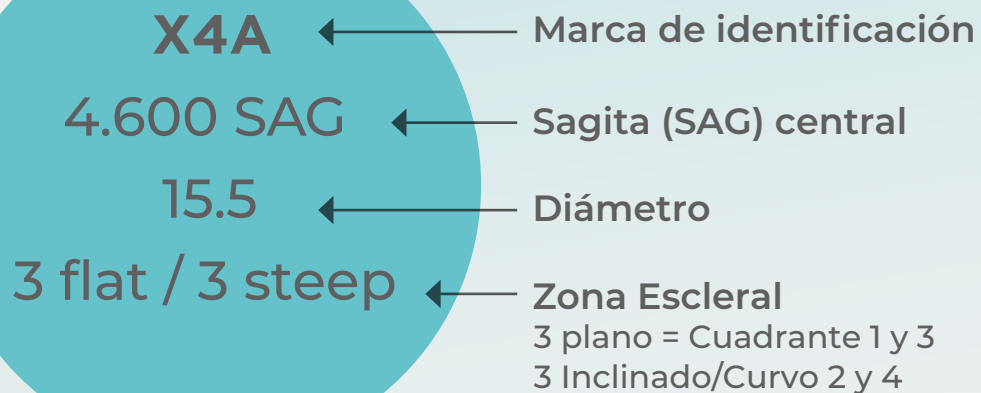 X4A
Marca de identificación
4.600 SAG
Sagita (SAG) central
15.5
Diámetro
3 flat / 3 steep
Zona Escleral
3 plano = Cuadrante 1 y 3
3 Inclinado/Curvo 2 y 4